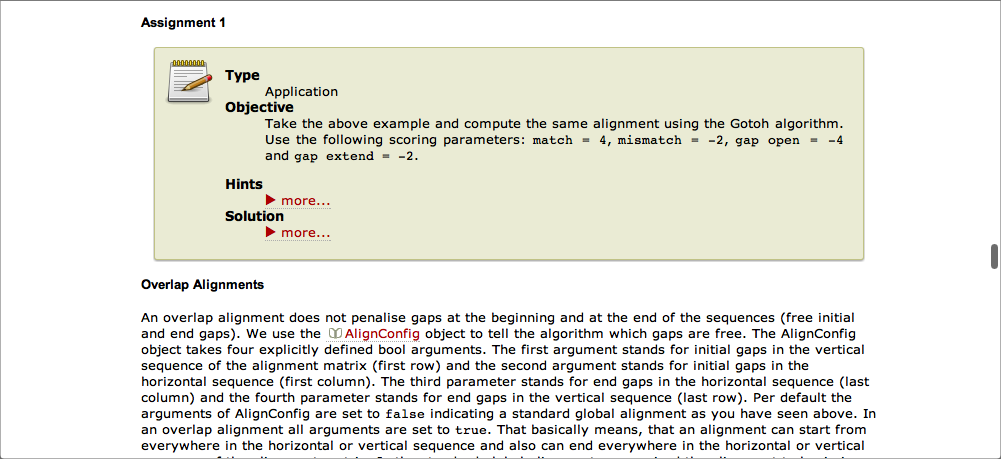 Assignment 1
Type
Application
Objective
Take the above example and compute the same alignment using the Gotoh algorithm.
Use the following scoring parameters: match = 4, mismatch = -2, gap open = -4
and gap extend = -2.
Hints
▶ more...
Solution
▶ more...
Overlap Alignments
An overlap alignment does not penalise gaps at the beginning and at the end of the sequences (free initial
and end gaps). We use the AlignConfig object to tell the algorithm which gaps are free. The AlignConfig
object takes four explicitly defined bool arguments. The first argument stands for initial gaps in the vertical
sequence of the alignment matrix (first row) and the second argument stands for initial gaps in the
horizontal sequence (first column). The third parameter stands for end gaps in the horizontal sequence (last
column) and the fourth parameter stands for end gaps in the vertical sequence (last row). Per default the
arguments of AlignConfig are set to false indicating a standard global alignment as you have seen above. In
an overlap alignment all arguments are set to true. That basically means, that an alignment can start from
everywhere in the horizontal or vertical sequence and also can end everywhere in the horizontal or vertical